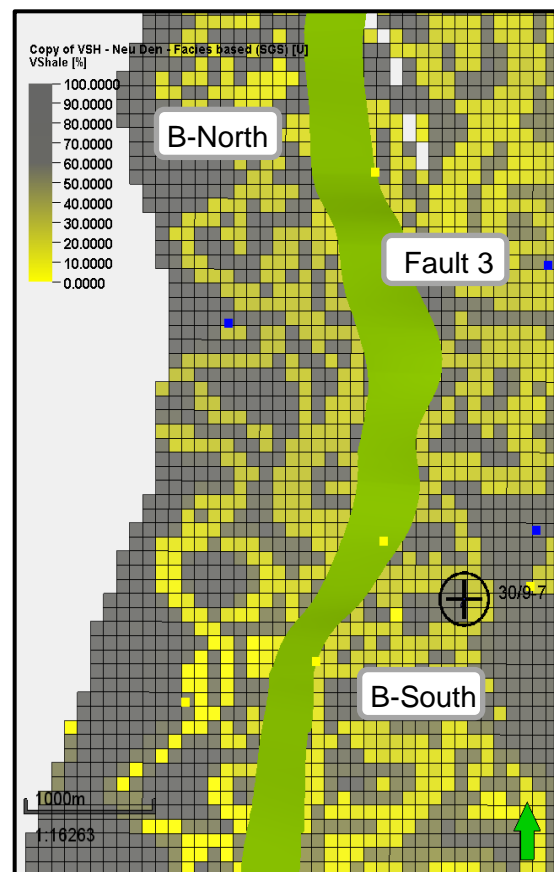 Copy of VSH - Neu Den - Facies based (SGS) [U]
VShale [%]
100.0000
90.0000
80.0000
70.0000
60.0000
50.0000
40.0000
30.0000
20.0000
10.0000
0.0000
B-North
Fault 3
30/9-7
B-South
1000m
1:16263